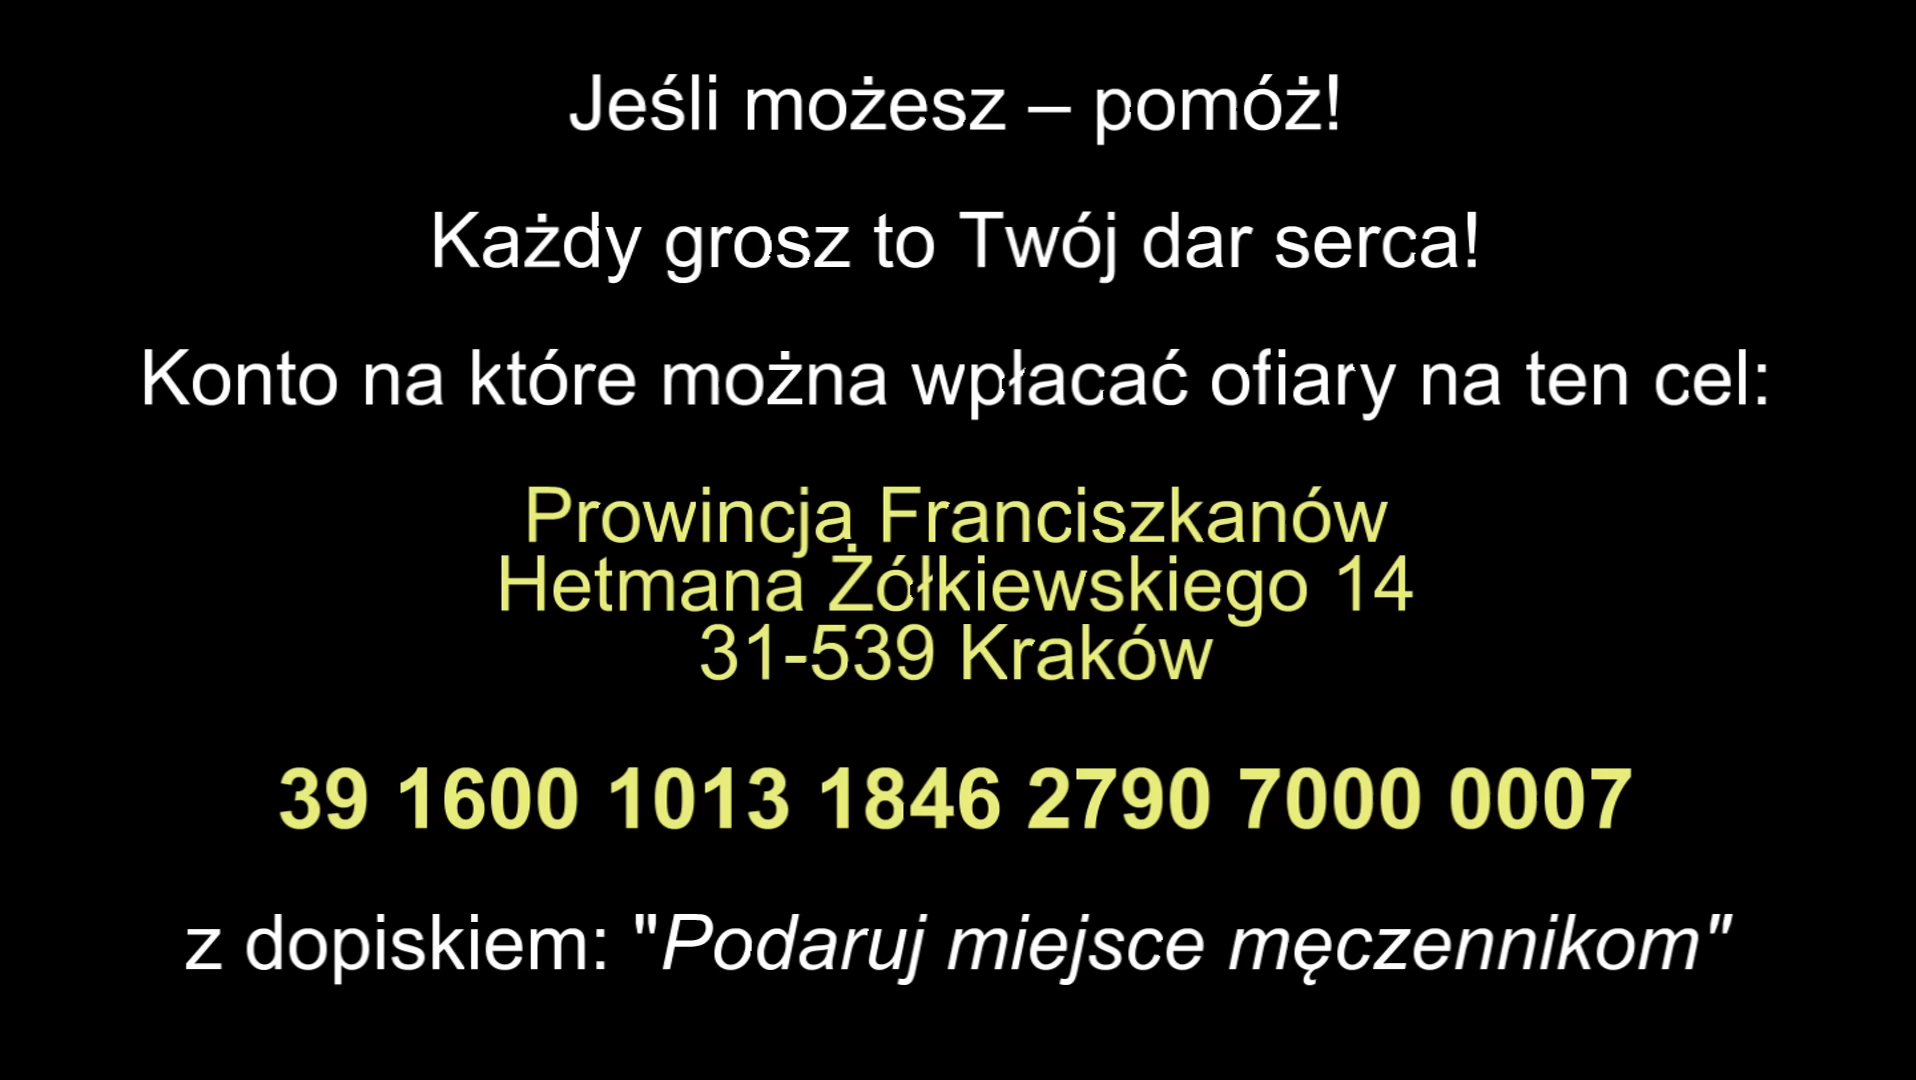 Jeśli możesz – pomóż!
Każdy grosz to Twój dar serca!
Konto na które można wpłacać ofiary na ten cel:
Prowincja Franciszkanów
Hetmana Żółkiewskiego 14
31-539 Kraków
39 1600 1013 1846 2790 7000 0007
z dopiskiem: "Podaruj miejsce męczennikom"